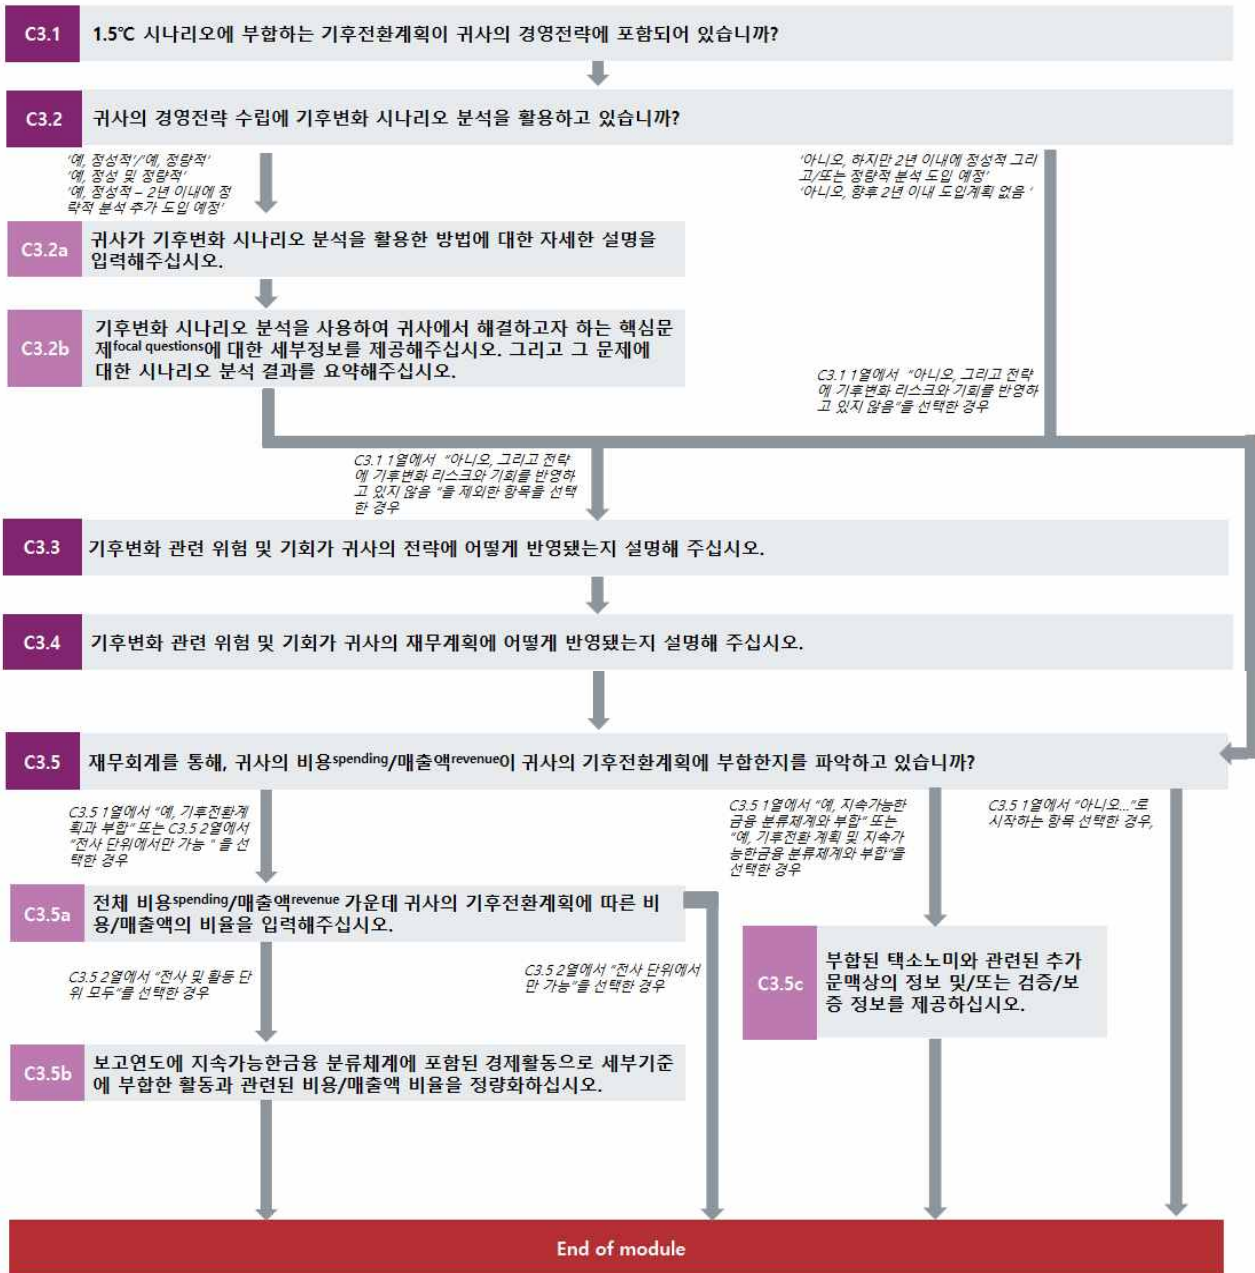 C3.1 1.5℃ 시나리오에 부합하는 기후전환계획이 귀사의 경영전략에 포함되어 있습니까?
C3.2 귀사의 경영전략 수립에 기후변화 시나리오 분석을 활용하고 있습니까?
'예, 정성적'/'예, 정량적'
'예, 정성 및 정량적'
'예, 정성적 – 2년 이내에 정
략적 분석 추가 도입 예정'
'아니오, 하지만 2년 이내에 정성적 그리
고/또는 정량적 분석 도입 예정'
'아니오, 향후 2년 이내 도입계획 없음 '
C3.2a 귀사가 기후변화 시나리오 분석을 활용한 방법에 대한 자세한 설명을
입력해주십시오.
C3.2b 기후변화 시나리오 분석을 사용하여 귀사에서 해결하고자 하는 핵심문
제focal questions에 대한 세부정보를 제공해주십시오. 그리고 그 문제에
대한 시나리오 분석 결과를 요약해주십시오.
C3.1 1열에서 "아니오, 그리고 전략
에 기후변화 리스크와 기회를 반영하
고 있지 않음"을 선택한 경우
C3.1 1열에서 "아니오, 그리고 전략
에 기후변화 리스크와 기회를 반영하
고 있지 않음 "을 제외한 항목을 선택
한 경우
C3.3 기후변화 관련 위험 및 기회가 귀사의 전략에 어떻게 반영됐는지 설명해 주십시오.
C3.4 기후변화 관련 위험 및 기회가 귀사의 재무계획에 어떻게 반영됐는지 설명해 주십시오.
C3.5 재무회계를 통해, 귀사의 비용spending/매출액revenue이 귀사의 기후전환계획에 부합한지를 파악하고 있습니까?
C3.5 1열에서 "예, 기후전환계
획과 부합" 또는 C3.5 2열에서
"전사 단위에서만 가능 " 을 선
택한 경우
C3.5 1열에서 "예, 지속가능한
금융 분류체계와 부합" 또는
"예, 기후전환 계획 및 지속가
능한금융 분류체계와 부합"을
선택한 경우
C3.5 1열에서 "아니오..."로
시작하는 항목 선택한 경우,
C3.5a 전체 비용spending/매출액revenue 가운데 귀사의 기후전환계획에 따른 비
용/매출액의 비율을 입력해주십시오.
C3.5 2열에서 "전사 및 활동 단
위 모두"를 선택한 경우
C3.5 2열에서 "전사 단위에서
만 가능"을 선택한 경우
C3.5c 부합된 택소노미와 관련된 추가
문맥상의 정보 및/또는 검증/보
증 정보를 제공하십시오.
C3.5b 보고연도에 지속가능한금융 분류체계에 포함된 경제활동으로 세부기준
에 부합한 활동과 관련된 비용/매출액 비율을 정량화하십시오.
End of module